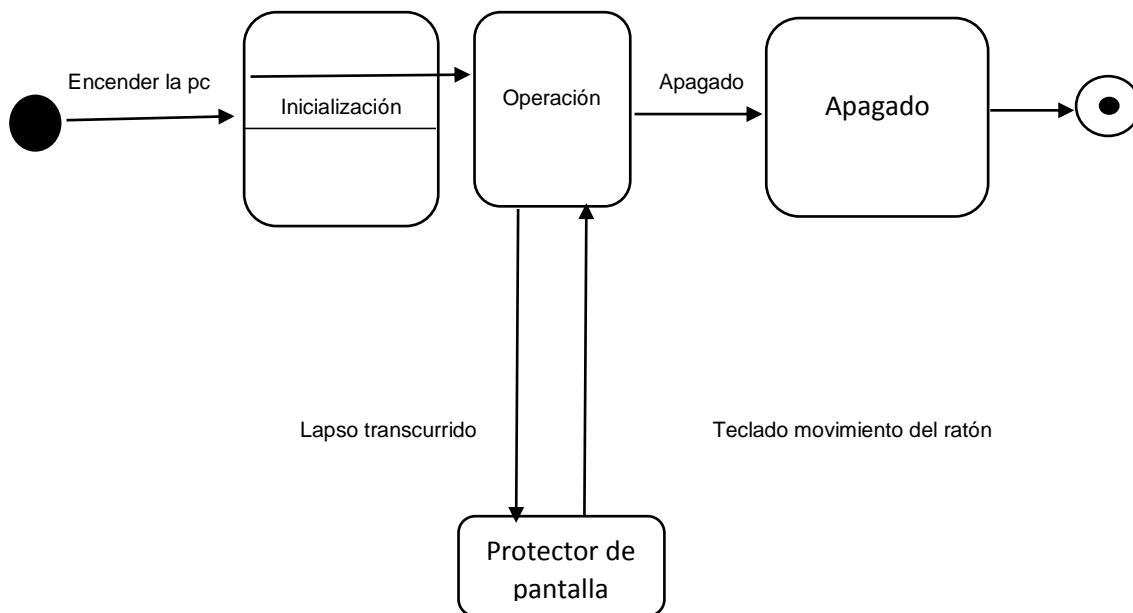 Encender la pc
Inicialización
Operación
Apagado
Apagado
Lapso transcurrido
Teclado movimiento del ratón
Protector de
pantalla